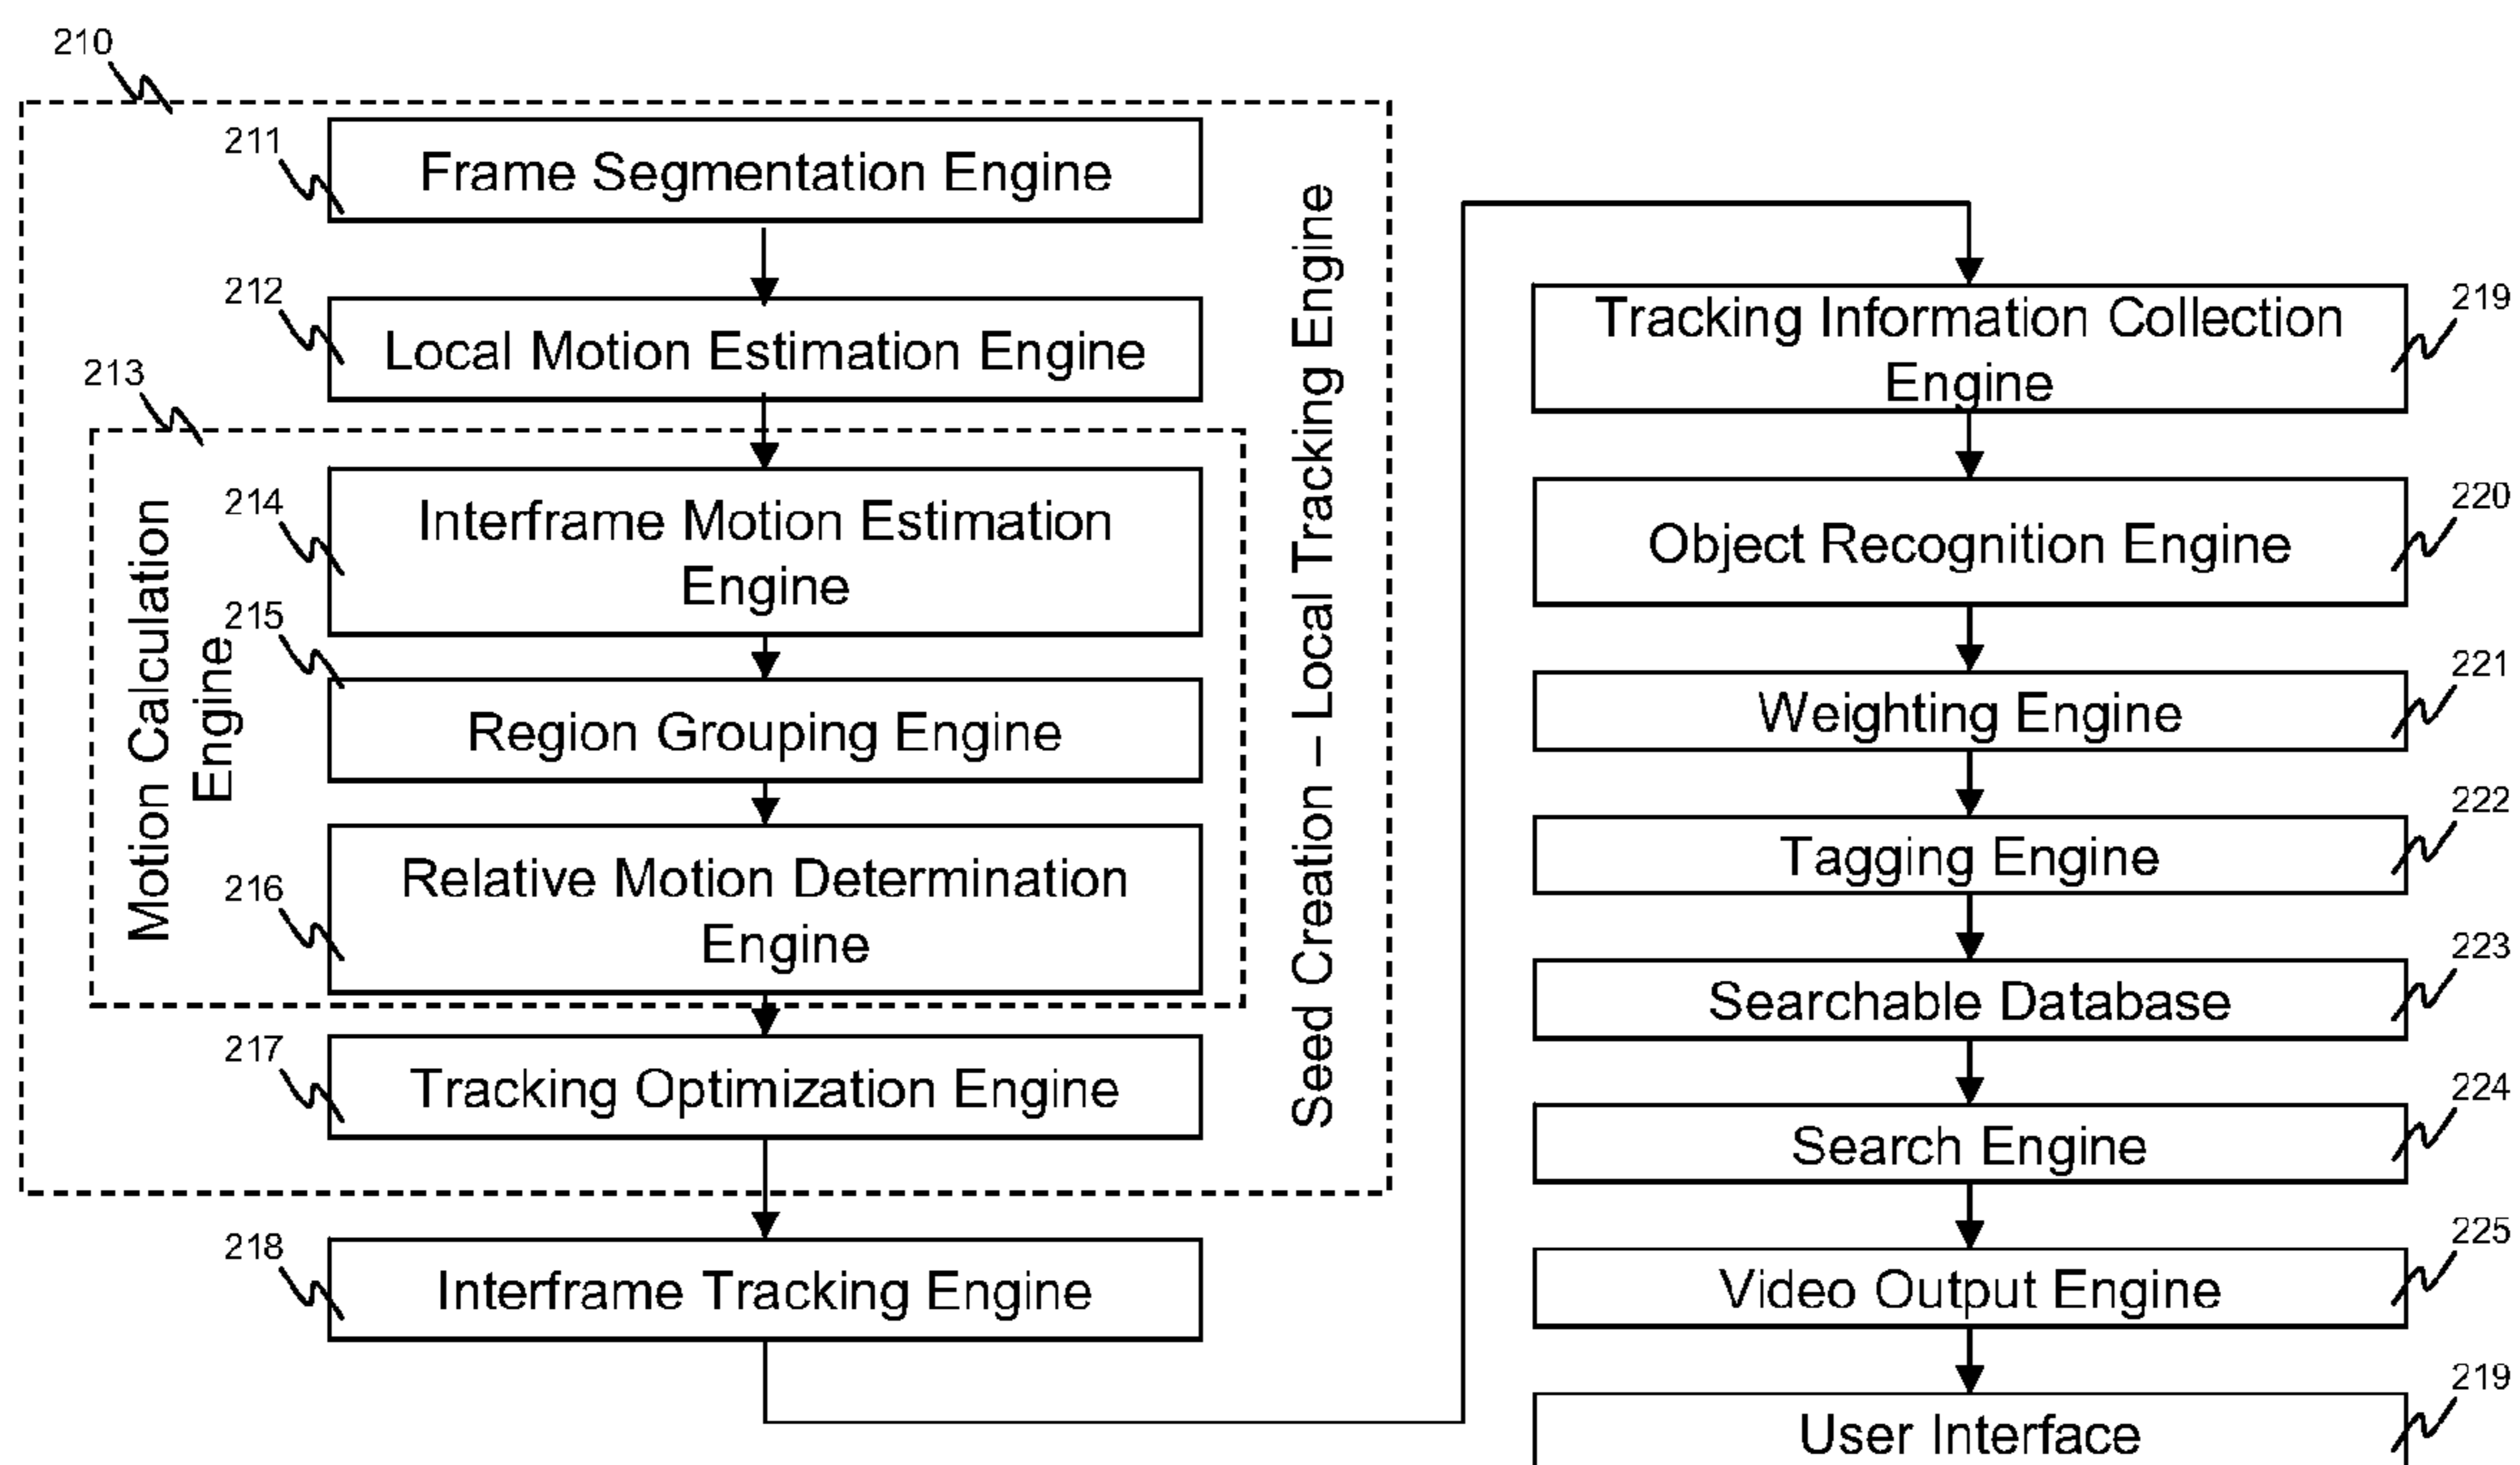 210
211
Frame Segmentation Engine
212
Local Motion Estimation Engine
213
Motion Calculation
Engine
214
Interframe Motion Estimation
Engine
215
Region Grouping Engine
216
Relative Motion Determination
Engine
217
Tracking Optimization Engine
Seed Creation – Local Tracking Engine
218
Interframe Tracking Engine
219
Tracking Information Collection
Engine
220
Object Recognition Engine
221
Weighting Engine
222
Tagging Engine
223
Searchable Database
224
Search Engine
225
Video Output Engine
219
User Interface